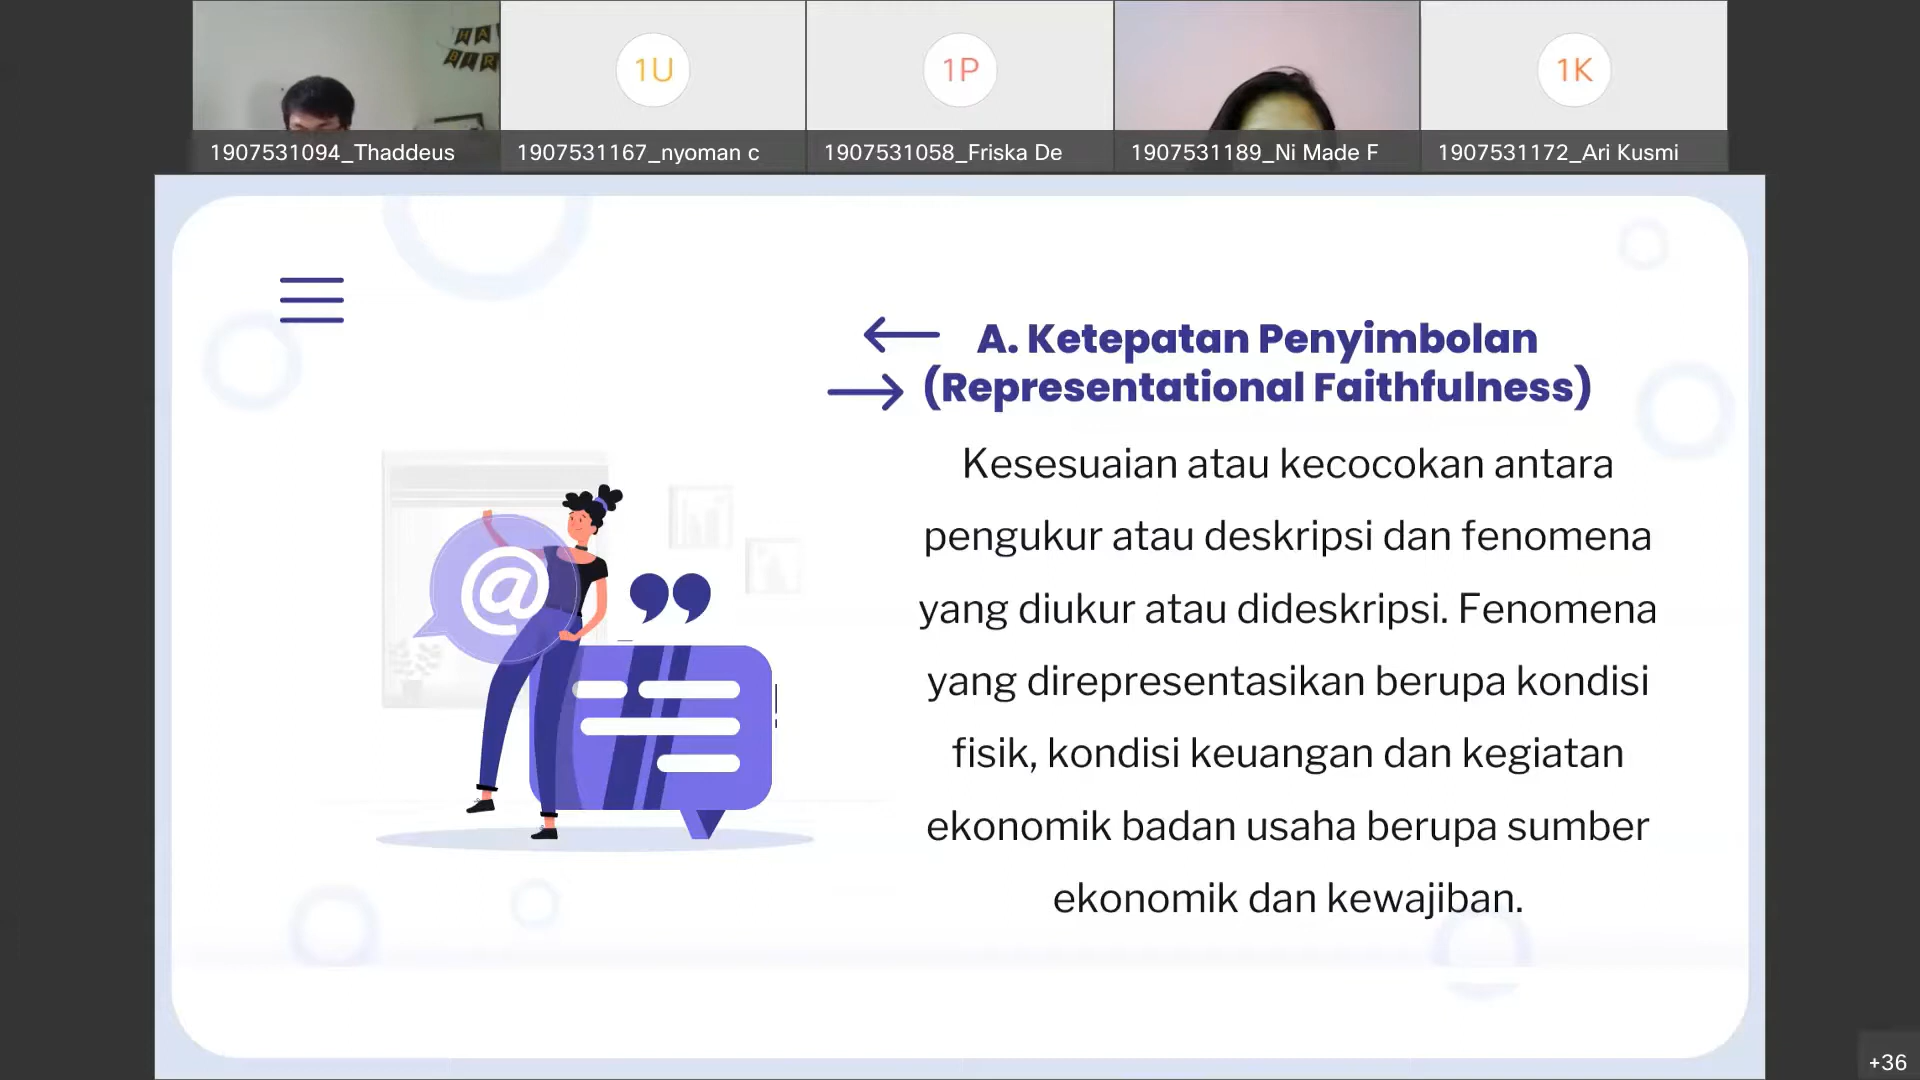 HA
BIR
1U
1P
1K
1907531094_Thaddeus
1907531167_nyoman c
1907531058_Friska De
1907531189_Ni Made F
1907531172_Ari Kusmi
A. Ketepatan Penyimbolan
(Representational Faithfulness)
Kesesuaian atau kecocokan antara
pengukur atau deskripsi dan fenomena
yang diukur atau dideskripsi. Fenomena
yang direpresentasikan berupa kondisi
fisik, kondisi keuangan dan kegiatan
ekonomik badan usaha berupa sumber
ekonomik dan kewajiban.
@
+36